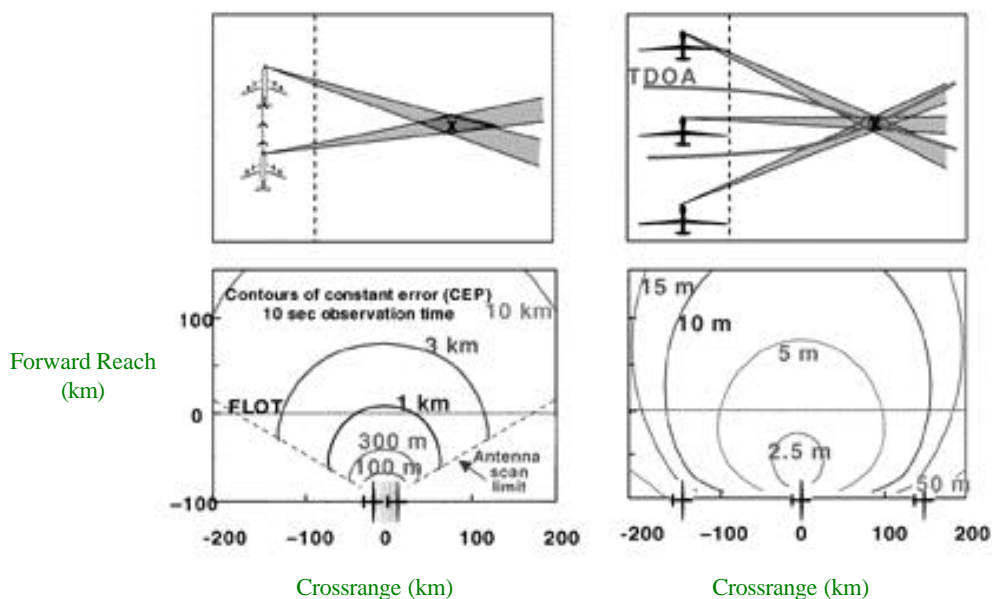 TDOA
Contours of constant error (CEP)
10 sec observation time
10 km
3 km
1 km
300 m
100 m
FLOT
Antenna
scan
limit
Forward Reach
(km)
100
0
−100
-200
−100
0
100
200
Crossrange (km)
15 m
10 m
5 m
2.5 m
50 m
-200
−100
0
100
200
Crossrange (km)